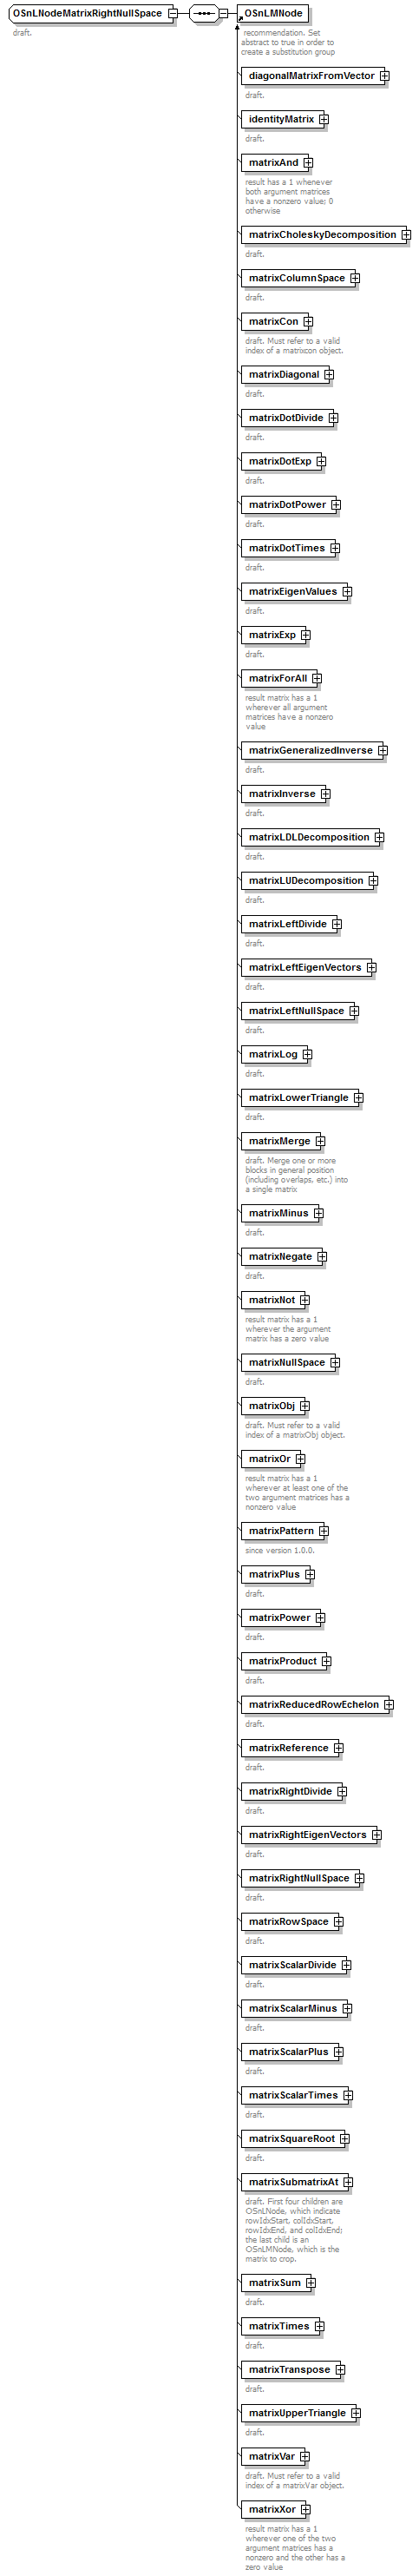 OSnLNodeMatrixRightNullSpace
draft.
OSnLMNode
recommendation. Set
abstract to true in order to
create a substitution group
diagonalMatrixFromVector
draft.
identityMatrix
draft.
matrixAnd
result has a 1 whenever
both argument matrices
have a nonzero value; 0
otherwise
matrixCholeskyDecomposition
draft.
matrixColumnSpace
draft.
matrixCon
draft. Must refer to a valid
index of a matrixcon object.
matrixDiagonal
draft.
matrixDotDivide
draft.
matrixDotExp
draft.
matrixDotPower
draft.
matrixDotTimes
draft.
matrixEigenValues
draft.
matrixExp
draft.
matrixForAll
result matrix has a 1
wherever all argument
matrices have a nonzero
value
matrixGeneralizedInverse
draft.
matrixInverse
draft.
matrixLDLDecomposition
draft.
matrixLUDecomposition
draft.
matrixLeftDivide
draft.
matrixLeftEigenVectors
draft.
matrixLeftNullSpace
draft.
matrixLog
draft.
matrixLowerTriangle
draft.
matrixMerge
draft. Merge one or more
blocks in general position
(including overlaps, etc.) into
a single matrix
matrixMinus
draft.
matrixNegate
draft.
matrixNot
result matrix has a 1
wherever the argument
matrix has a zero value
matrixNullSpace
draft.
matrixObj
draft. Must refer to a valid
index of a matrixObj object.
matrixOr
result matrix has a 1
wherever at least one of the
two argument matrices has a
nonzero value
matrixPattern
since version 1.0.0.
matrixPlus
draft.
matrixPower
draft.
matrixProduct
draft.
matrixReducedRowEchelon
draft.
matrixReference
draft.
matrixRightDivide
draft.
matrixRightEigenVectors
draft.
matrixRightNullSpace
draft.
matrixRowSpace
draft.
matrixScalarDivide
draft.
matrixScalarMinus
draft.
matrixScalarPlus
draft.
matrixScalarTimes
draft.
matrixSquareRoot
draft.
matrixSubmatrixAt
draft. First four children are
OSnLNode, which indicate
rowIdxStart, colIdxStart,
rowIdxEnd, and colIdxEnd;
the last child is an
OSnLMNode, which is the
matrix to crop.
matrixSum
draft.
matrixTimes
draft.
matrixTranspose
draft.
matrixUpperTriangle
draft.
matrixVar
draft. Must refer to a valid
index of a matrixVar object.
matrixXor
result matrix has a 1
wherever one of the two
argument matrices has a
nonzero and the other has a
zero value